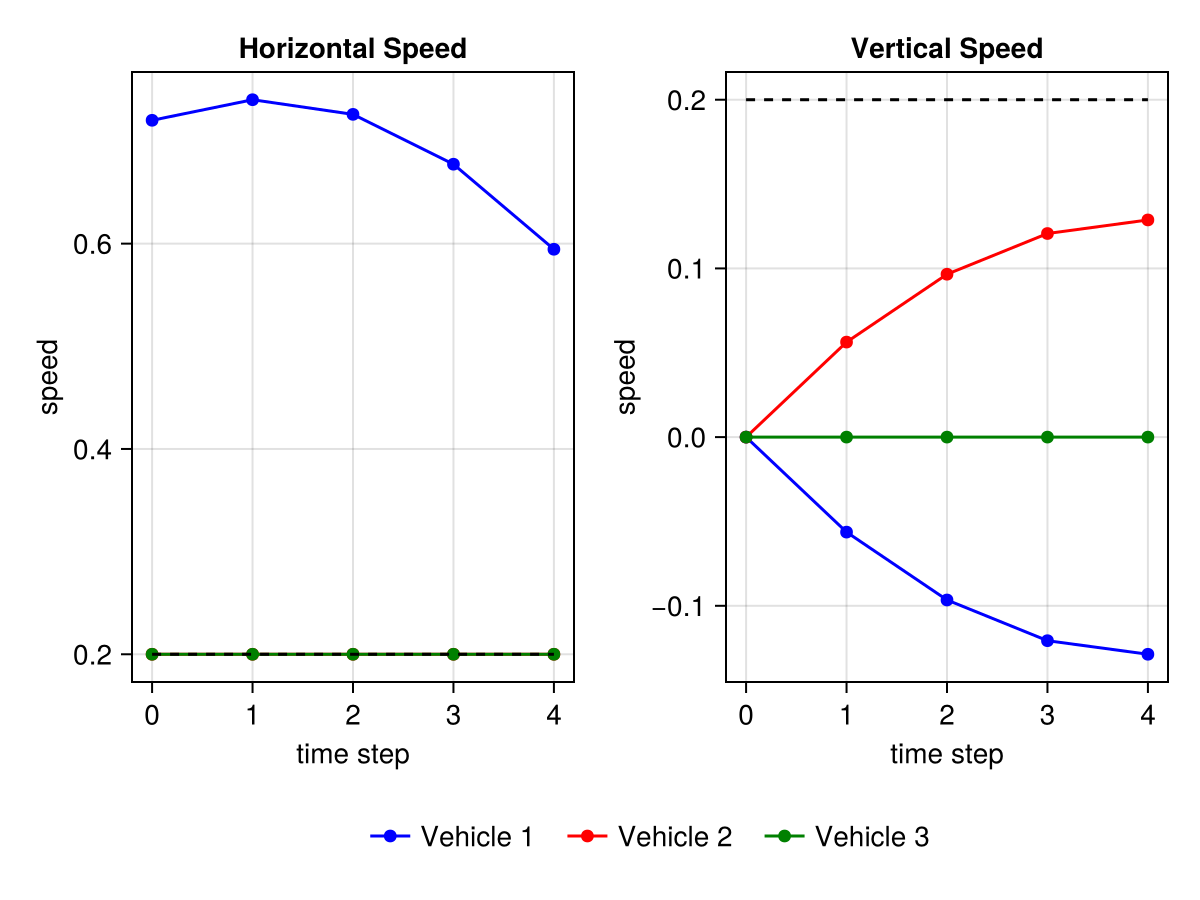 Horizontal Speed
speed
0.6
0.4
0.2
0 1 2 3 4
time step
Vertical Speed
speed
0.2
0.1
0.0
−0.1
0 1 2 3 4
time step
Vehicle 1 Vehicle 2 Vehicle 3